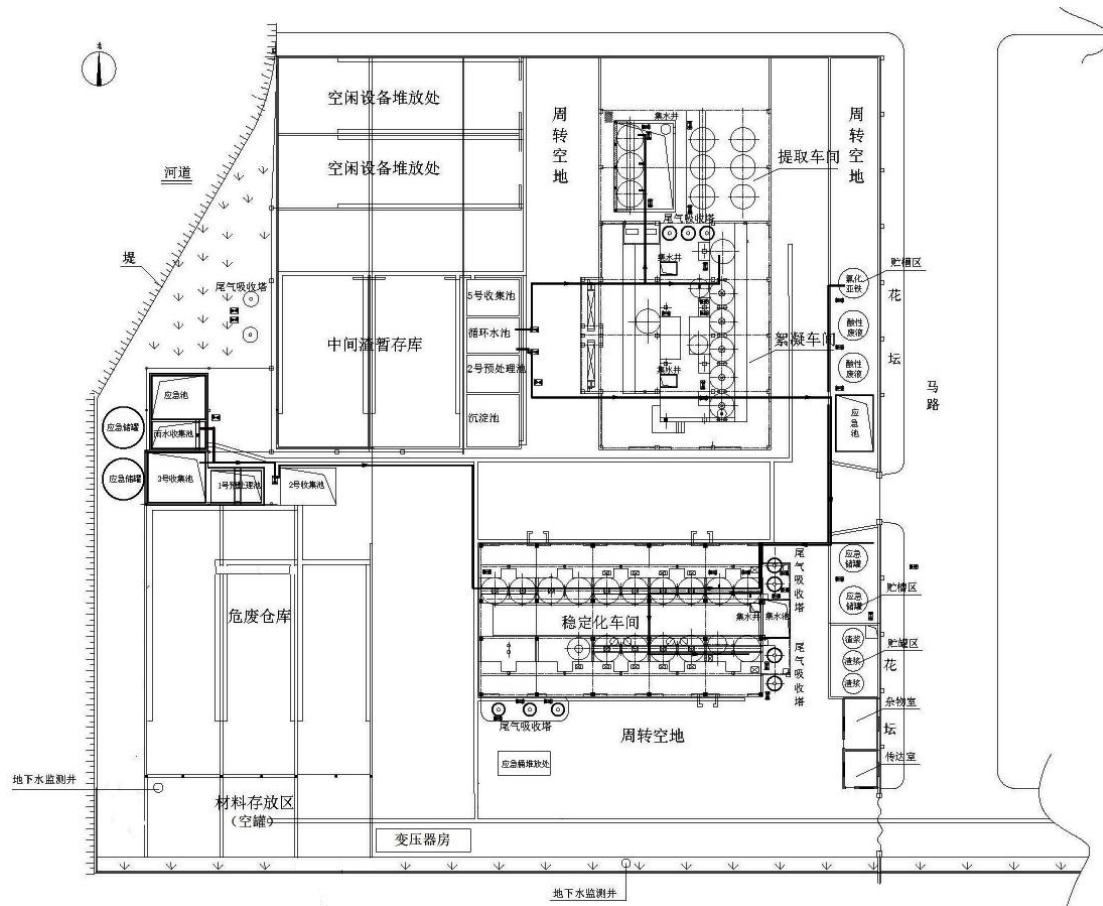 北
空闲设备堆放处
空闲设备堆放处
周转空地
集水井
提取车间
周转空地
河道
堤
尾气吸收塔
尾气吸收塔
集水井
贮槽区
氯化亚铁
酸性废液
酸性废液
花坛
5号收集池
循环水池
2号预处理池
沉淀池
中间渣暂存库
絮凝车间
集水井
马路
应急池
应急池
应急储罐
雨水收集池
应急储罐
3号收集池
1号预处理池
2号收集池
尾气吸收塔
应急储罐
应急储罐
贮槽区
集水井
集水池
稳定化车间
危废仓库
渣浆
渣浆
渣浆
贮罐区
花坛
尾气吸收塔
尾气吸收塔
周转空地
杂物室
传达室
应急桶堆放处
地下水监测井
材料存放区
(空罐)
变压器房
地下水监测井